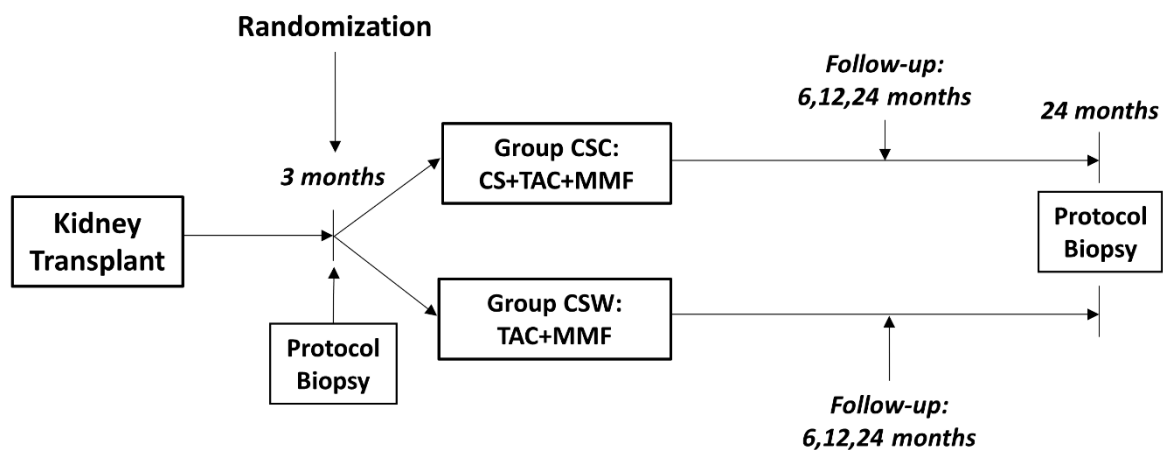 Randomization
3 months
Kidney
Transplant
Protocol
Biopsy
Group CSC:
CS+TAC+MMF
Group CSW:
TAC+MMF
Follow-up:
6,12,24 months
24 months
Protocol
Biopsy
Follow-up:
6,12,24 months